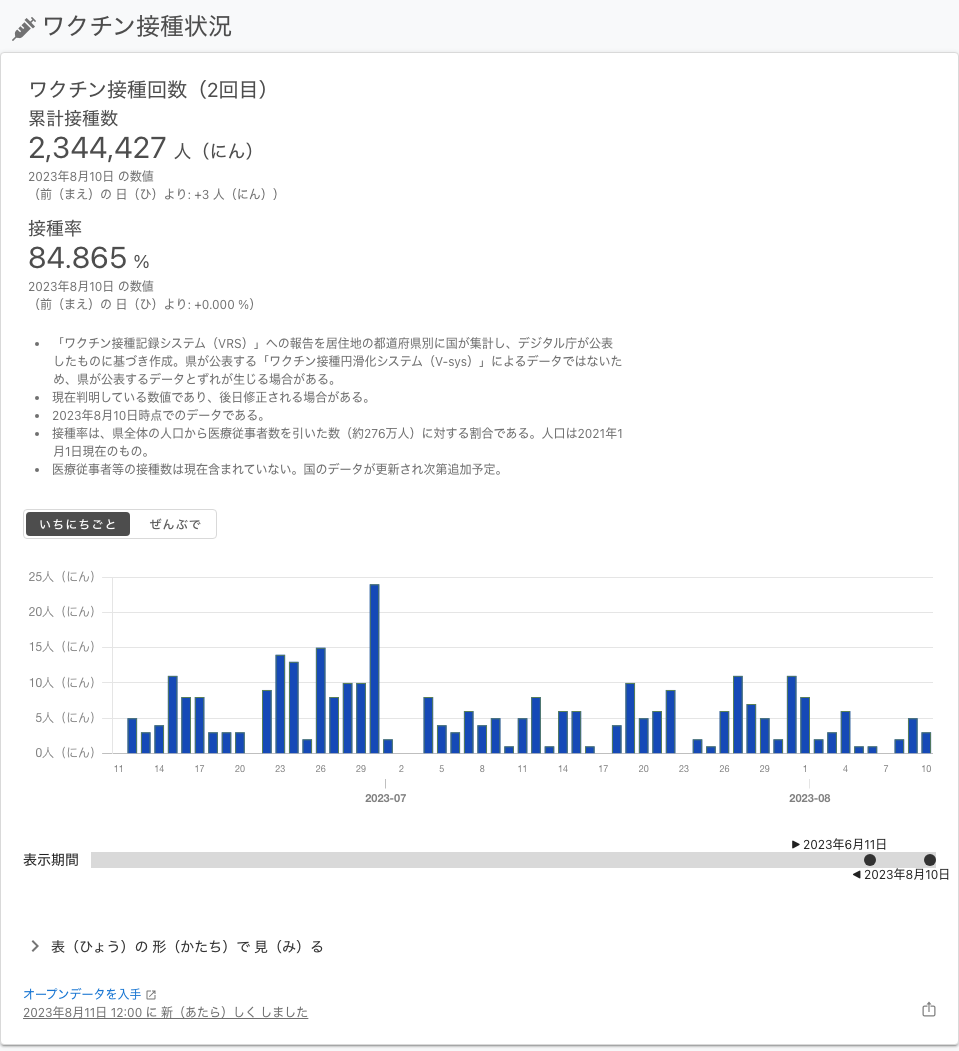 ワクチン接種状況
ワクチン接種回数（2回目）
累計接種数
2,344,427 人（にん）
2023年8月10日 の数値
（前（まえ）の 日（ひ）より: +3 人（にん））
接種率
84.865 %
2023年8月10日 の数値
（前（まえ）の 日（ひ）より: +0.000 %）
• 「ワクチン接種記録システム（VRS）」への報告を居住地の都道府県別に国が集計し、デジタル庁が公表
したものに基づき作成。県が公表する「ワクチン接種円滑化システム（V-sys）」によるデータではないた
め、県が公表するデータとずれが生じる場合がある。
• 現在判明している数値であり、後日修正される場合がある。
• 2023年8月10日時点でのデータである。
• 接種率は、県全体の人口から医療従事者数を引いた数（約276万人）に対する割合である。人口は2021年1
月1日現在のもの。
• 医療従事者等の接種数は現在含まれていない。国のデータが更新され次第追加予定。
いちにちごと ぜんぶで
25人（にん）
20人（にん）
15人（にん）
10人（にん）
5人（にん）
0人（にん）
11 14 17 20 23 26 29 2 5 8 11 14 17 20 23 26 29 1 4 7 10
2023-07 2023-08
▶ 2023年6月11日
表示期間
◀ 2023年8月10日
表（ひょう）の 形（かたち）で 見（み）る
オープンデータを入手
2023年8月11日 12:00 に 新（あたら）しく しました